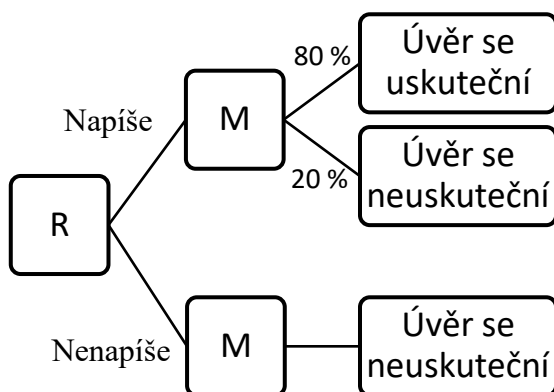 80 %
Úvěr se
uskuteční
Napíše
M
20 %
Úvěr se
neuskuteční
R
Nenapíše
M
Úvěr se
neuskuteční